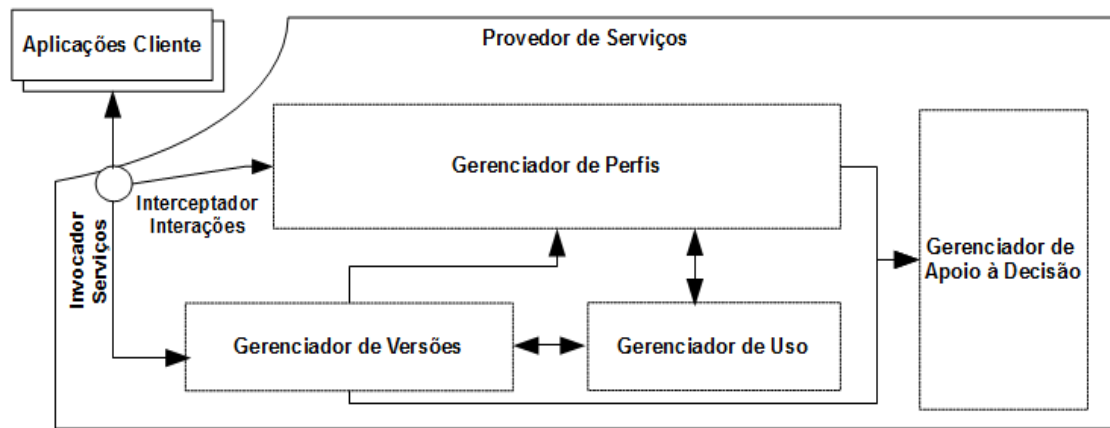 Aplicações Cliente
Provedor de Serviços
Gerenciador de Perfis
Interceptador
Interações
Invocador
Serviços
Gerenciador de
Apoio à Decisão
Gerenciador de Versões
Gerenciador de Uso